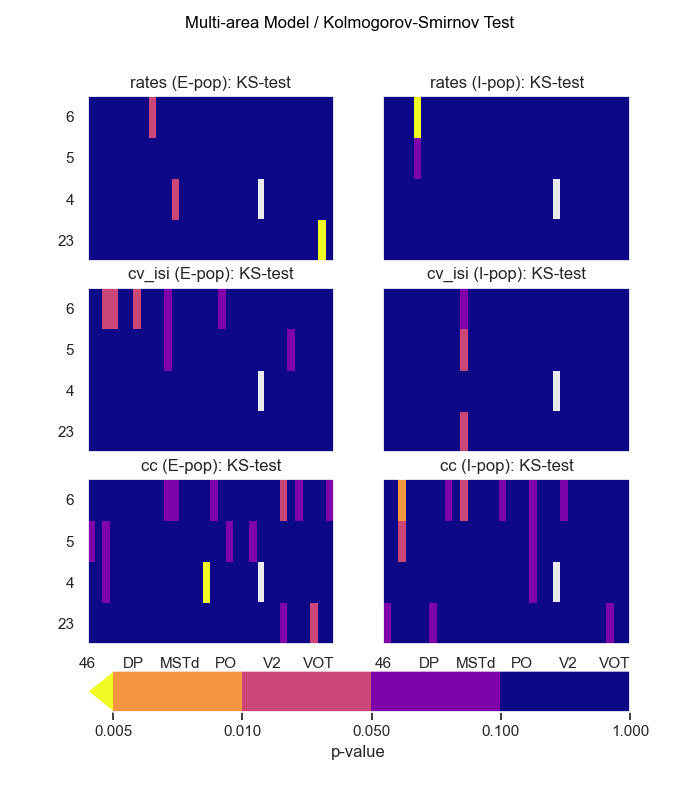 Multi-area Model / Kolmogorov-Smirnov Test
rates (E-pop): KS-test
rates (I-pop): KS-test
6
5
4
23
cv_isi (E-pop): KS-test
cv_isi (I-pop): KS-test
6
5
4
23
cc (E-pop): KS-test
cc (I-pop): KS-test
6
5
4
23
46 DP MSTd PO V2 VOT
46 DP MSTd PO V2 VOT
0.005 0.010 0.050 0.100 1.000
p-value